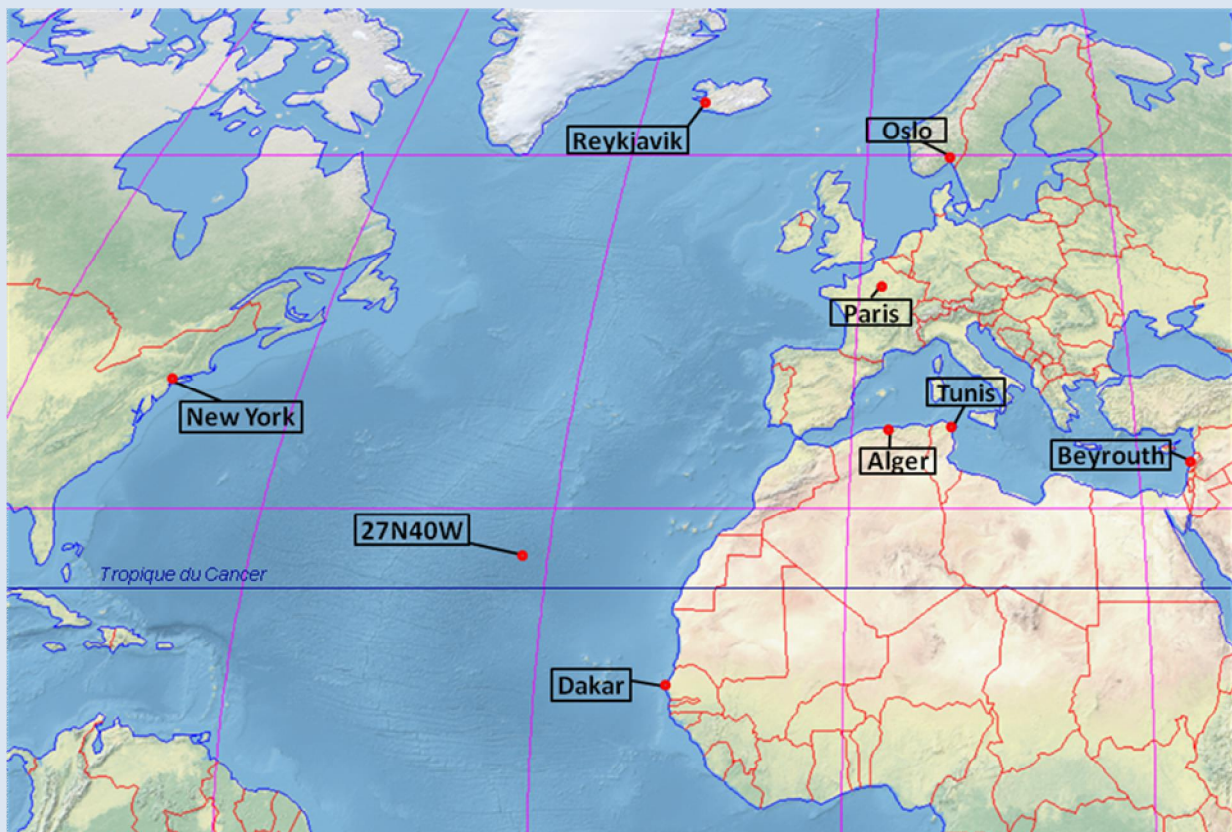 Reykjavik
Oslo
Paris
New York
Tunis
Alger
Beyrouth
27N40W
Tropique du Cancer
Dakar